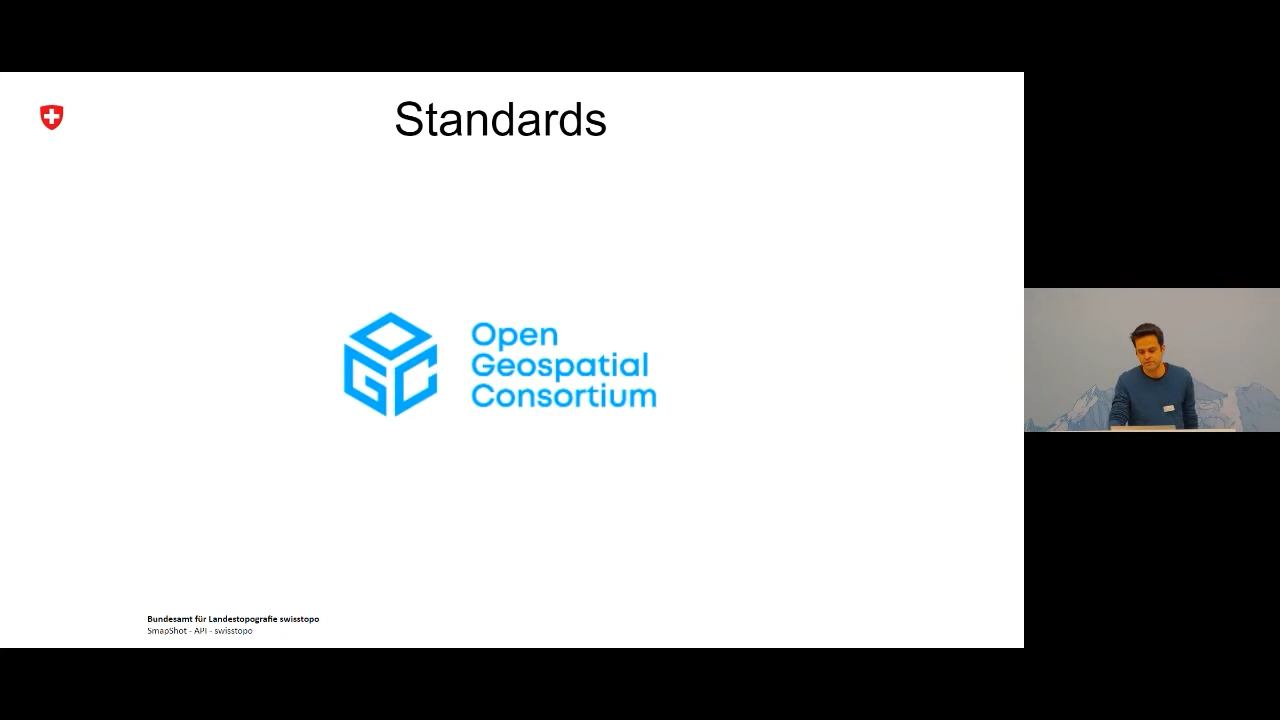 Standards
Open
Geospatial
Consortium
Bundesamt für Landestopografie swisstopo
SmapShot - API - swisstopo